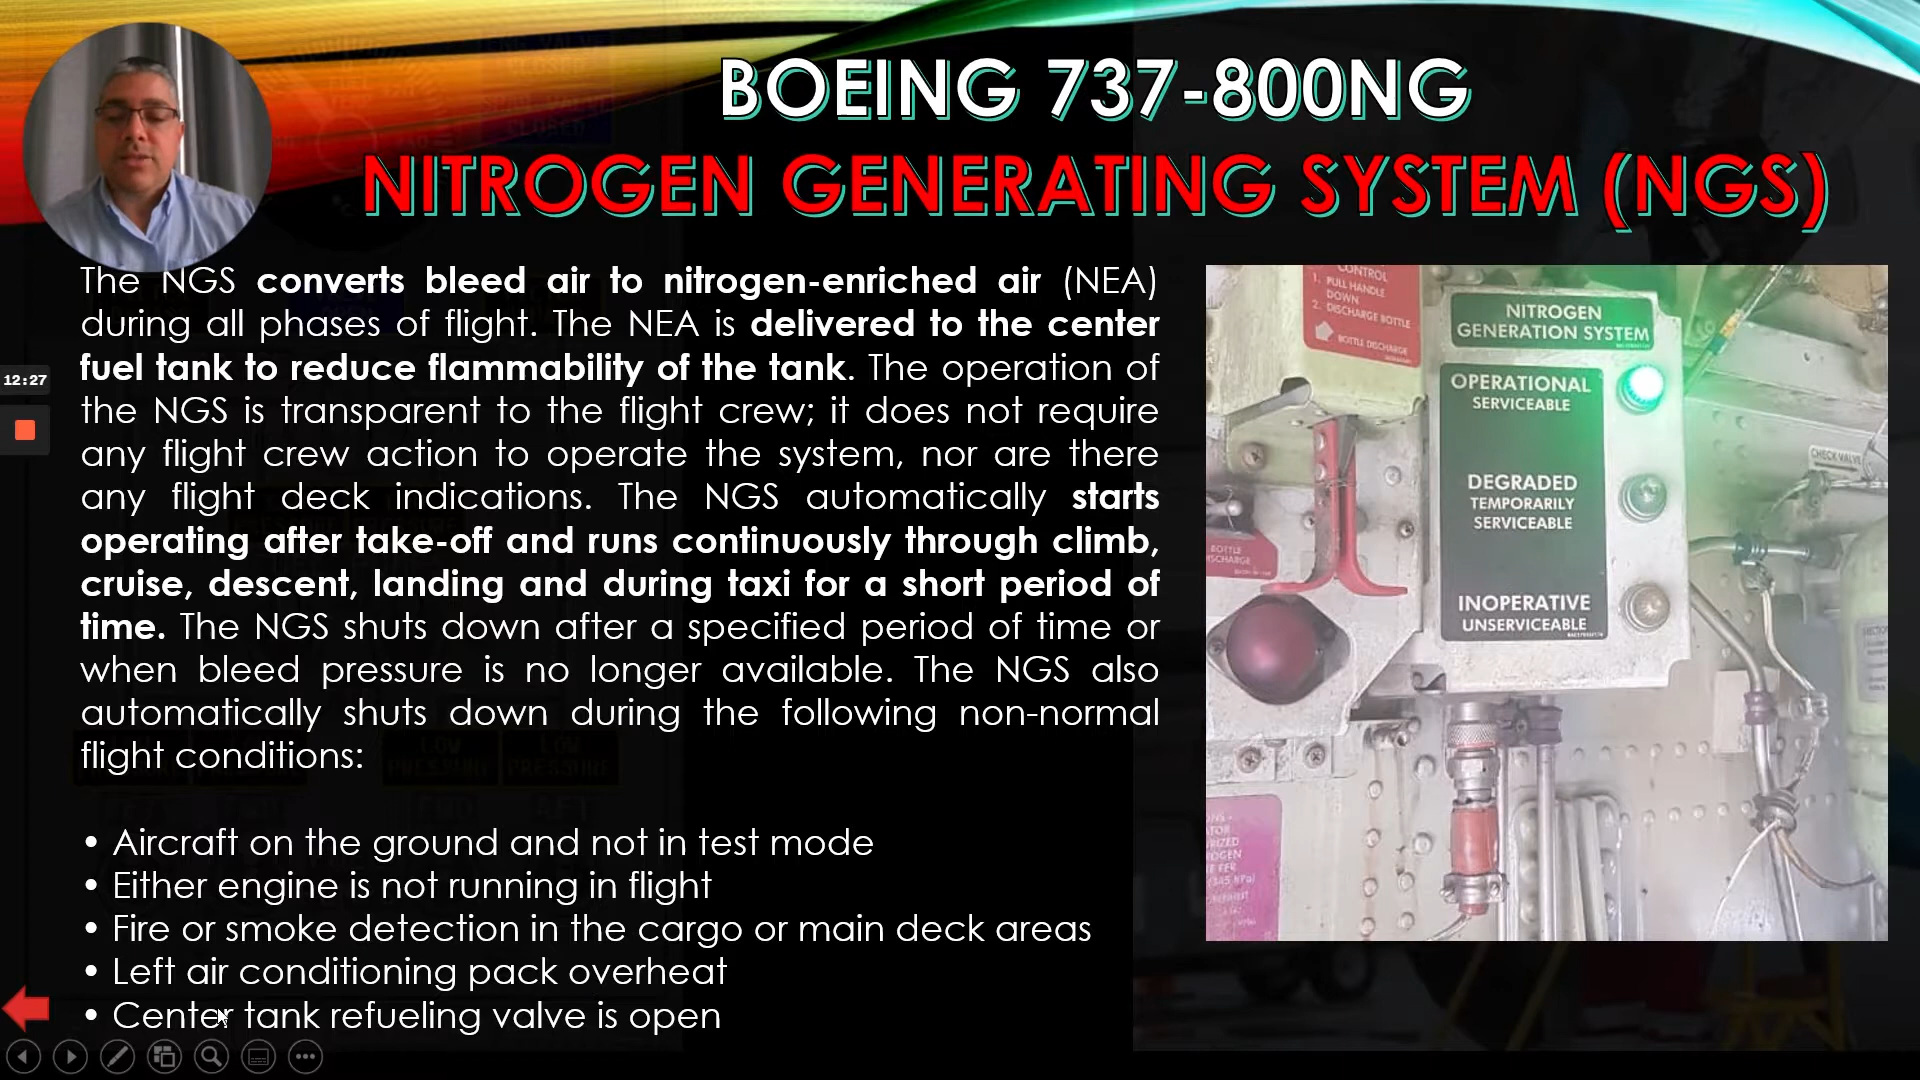 BOEING 737-800NG
NITROGEN GENERATING SYSTEM (NGS)
The NGS converts bleed air to nitrogen-enriched air (NEA)
during all phases of flight. The NEA is delivered to the center
fuel tank to reduce flammability of the tank. The operation of
the NGS is transparent to the flight crew; it does not require
any flight crew action to operate the system, nor are there
any flight deck indications. The NGS automatically starts
operating after take-off and runs continuously through climb,
cruise, descent, landing and during taxi for a short period of
time. The NGS shuts down after a specified period of time or
when bleed pressure is no longer available. The NGS also
automatically shuts down during the following non-normal
flight conditions:
• Aircraft on the ground and not in test mode
• Either engine is not running in flight
• Fire or smoke detection in the cargo or main deck areas
• Left air conditioning pack overheat
• Center tank refueling valve is open
12:27
CONTROL
1. PULL HANDLE
DOWN
2. DISCHARGE BOTTLE
BOTTLE DISCHARGE
NITROGEN
GENERATION SYSTEM
OPERATIONAL
SERVICEABLE
DEGRADED
TEMPORARILY
SERVICEABLE
INOPERATIVE
UNSERVICEABLE
CHECK VALVE
BOTTLE
LOW
PRESSURE
LOW
PRESSURE